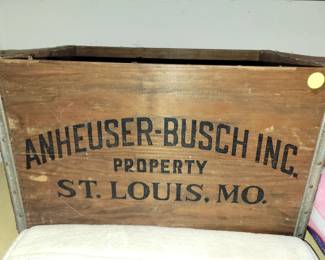 ANHEUSER-BUSCH INC.
PROPERTY
ST. LOUIS, MO.